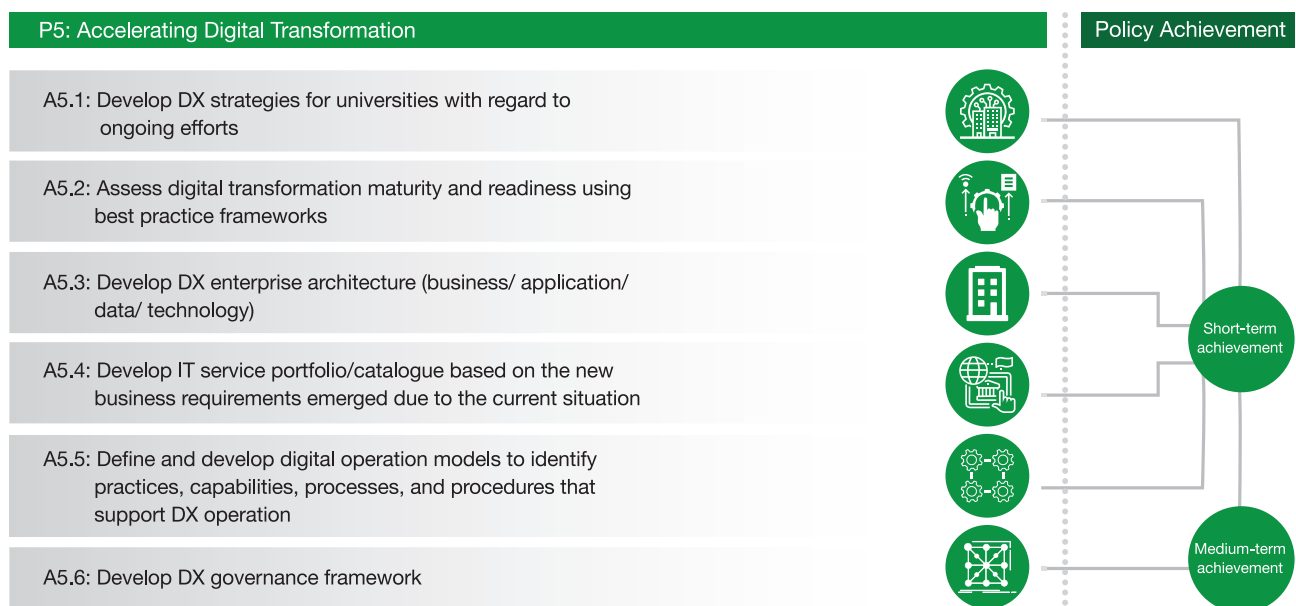 P5: Accelerating Digital Transformation
Policy Achievement
A5.1: Develop DX strategies for universities with regard to
ongoing efforts
A5.2: Assess digital transformation maturity and readiness using
best practice frameworks
A5.3: Develop DX enterprise architecture (business/ application/
data/ technology)
A5.4: Develop IT service portfolio/catalogue based on the new
business requirements emerged due to the current situation
A5.5: Define and develop digital operation models to identify
practices, capabilities, processes, and procedures that
support DX operation
A5.6: Develop DX governance framework
Short-term
achievement
Medium-term
achievement